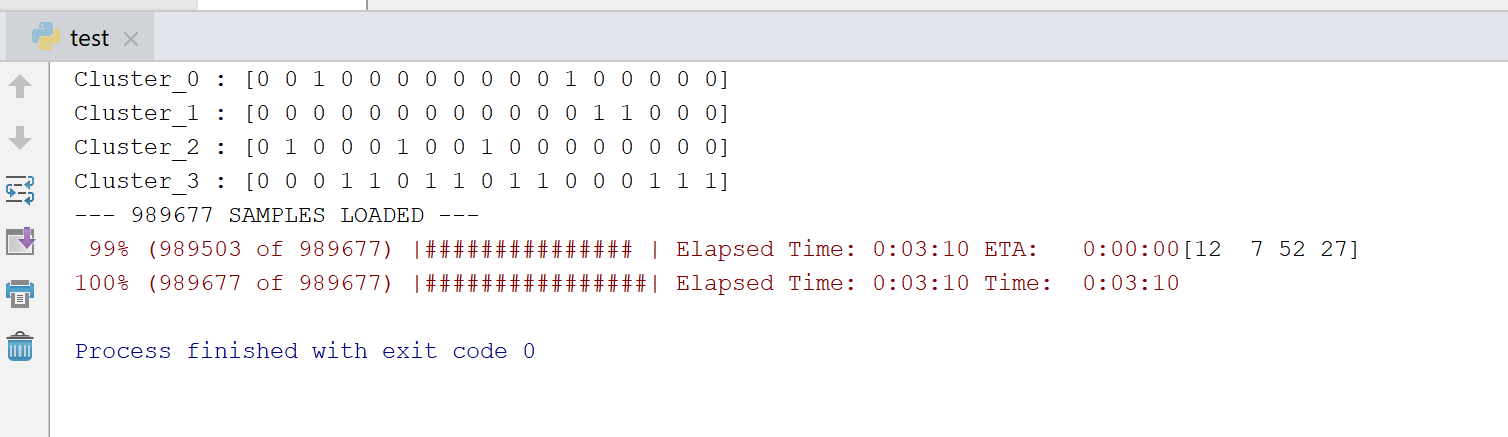 test
Cluster_0 : [0 0 1 0 0 0 0 0 0 0 0 1 0 0 0 0 0]
Cluster_1 : [0 0 0 0 0 0 0 0 0 0 0 0 1 1 0 0 0]
Cluster_2 : [0 1 0 0 0 1 0 0 1 0 0 0 0 0 0 0 0]
Cluster_3 : [0 0 0 1 1 0 1 1 0 1 1 0 0 0 1 1 1]
--- 989677 SAMPLES LOADED ---
 99% (989503 of 989677) |############### | Elapsed Time: 0:03:10 ETA:   0:00:00[12  7 52 27]
100% (989677 of 989677) |################| Elapsed Time: 0:03:10 Time:  0:03:10
Process finished with exit code 0